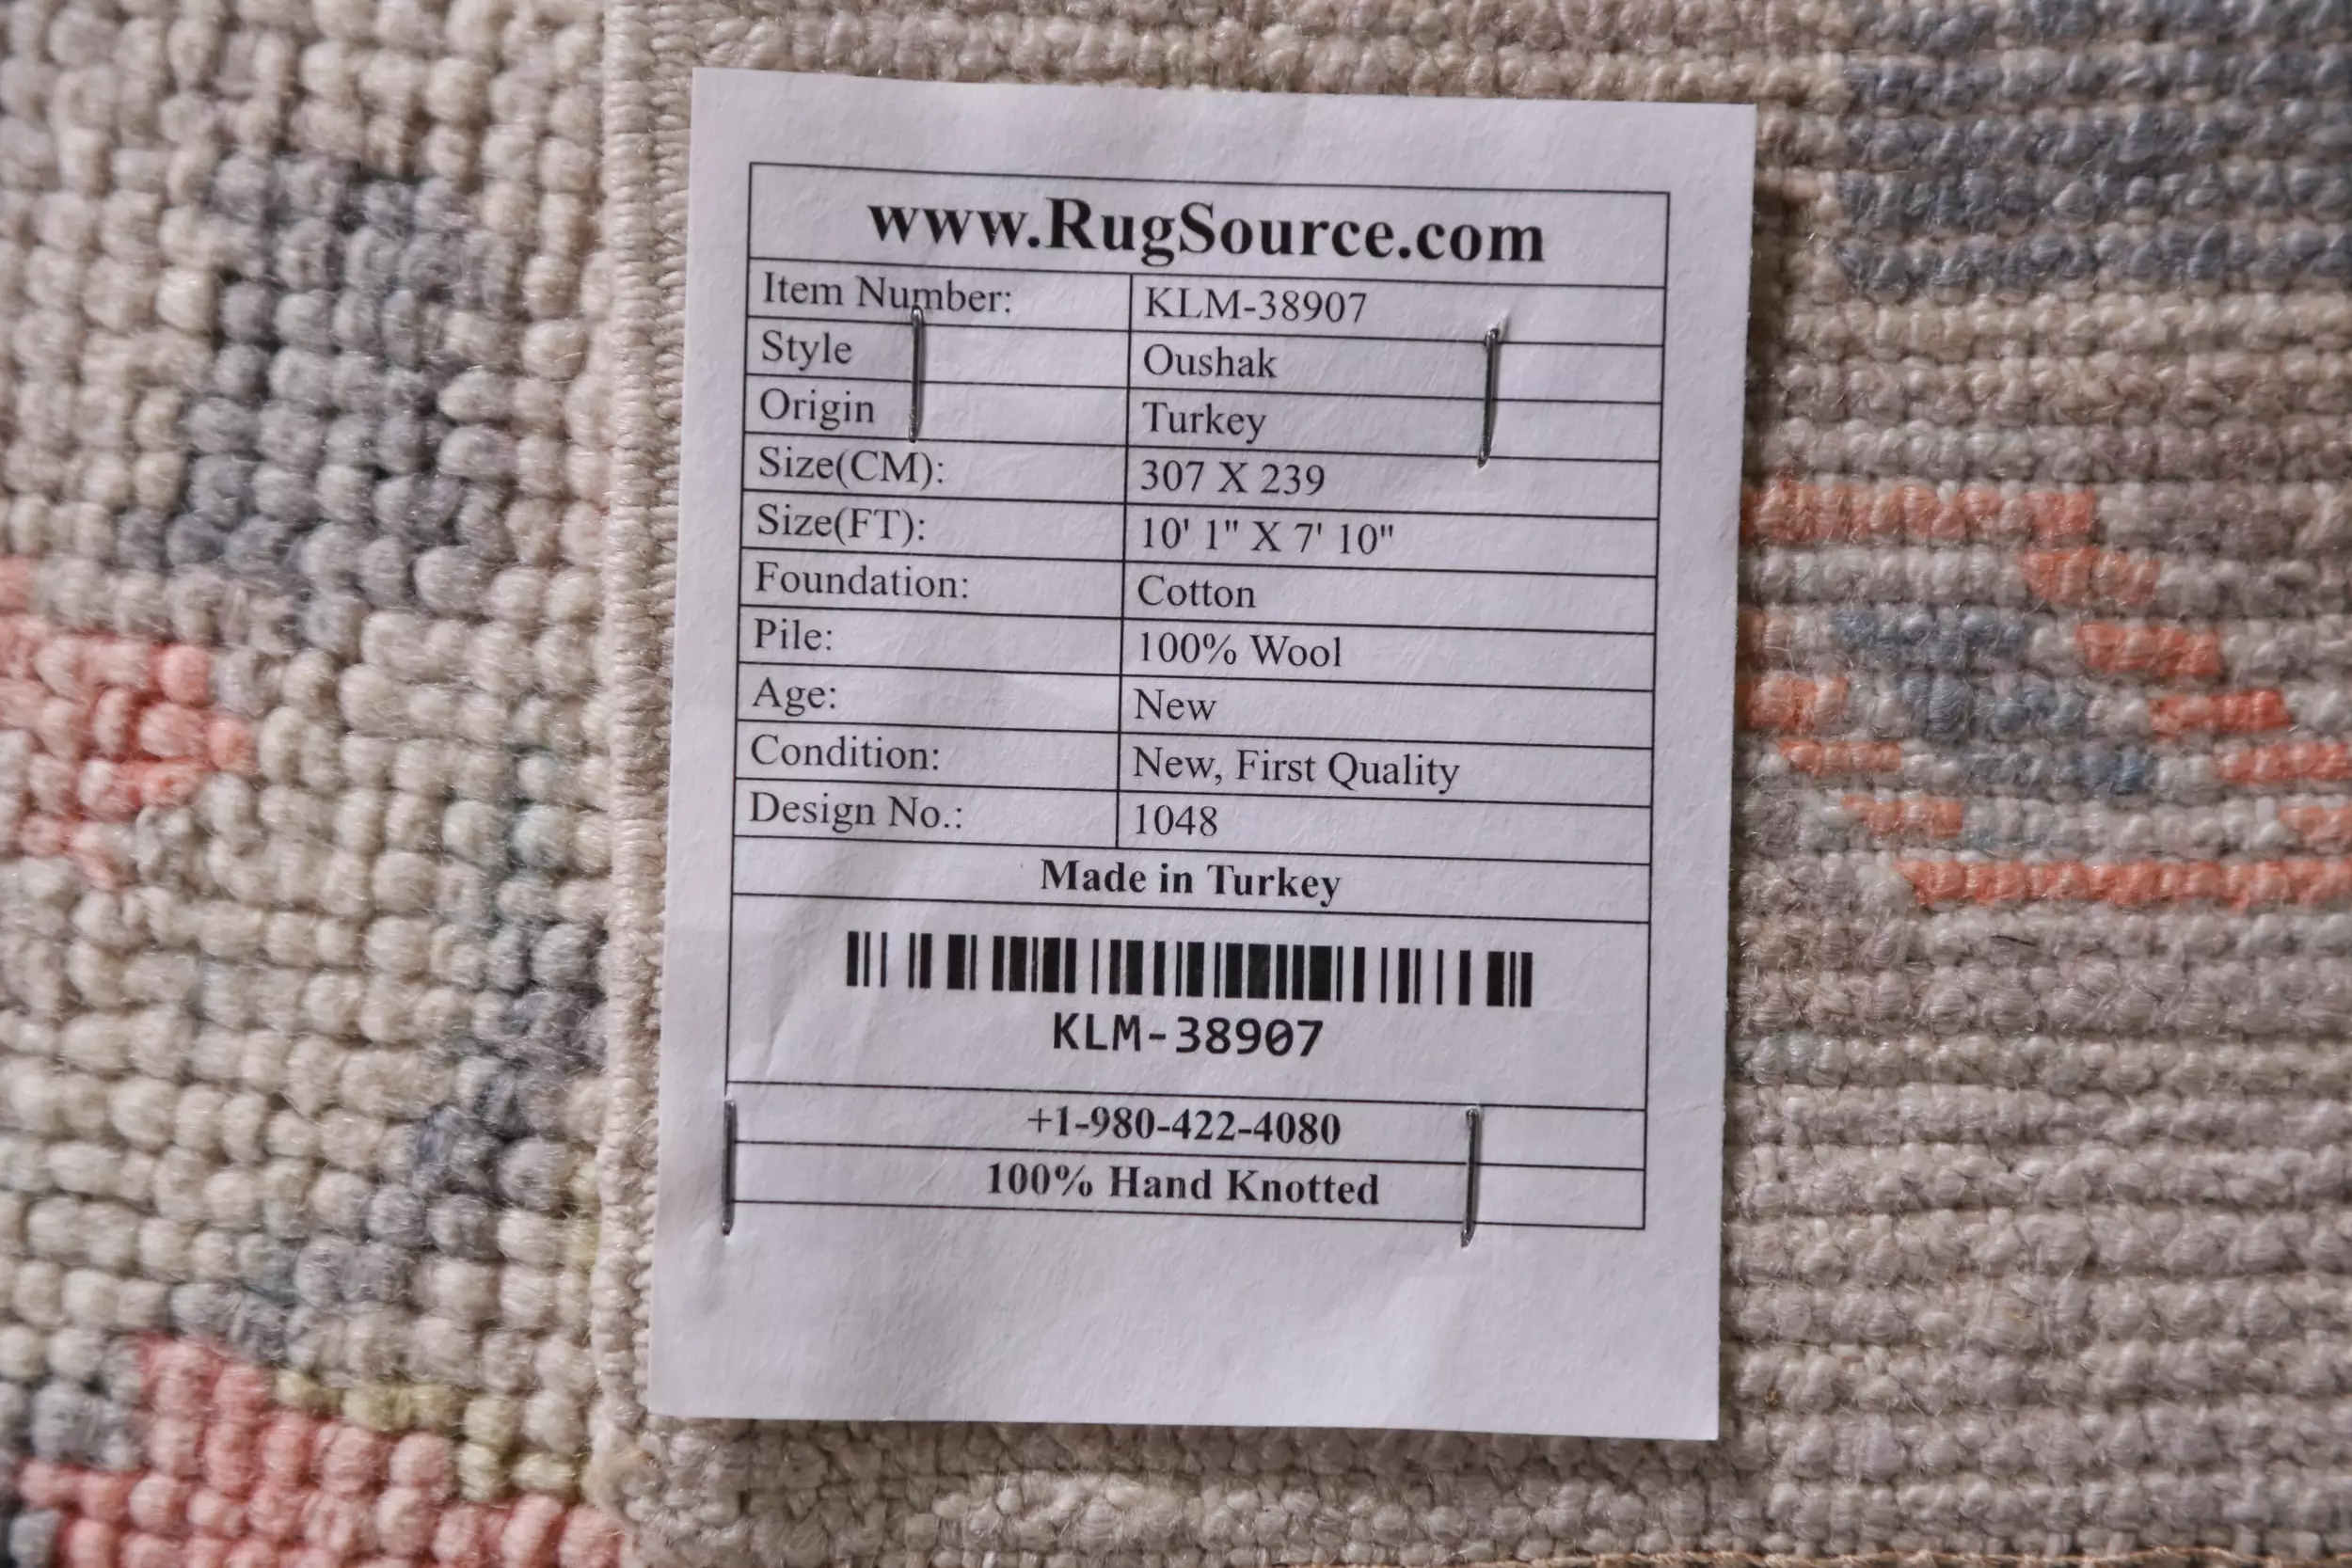 www.RugSource.com
Item Number: KLM-38907
Style Oushak
Origin Turkey
Size(CM): 307 X 239
Size(FT): 10' 1" X 7' 10"
Foundation: Cotton
Pile: 100% Wool
Age: New
Condition: New, First Quality
Design No.: 1048
Made in Turkey
KLM-38907
+1-980-422-4080
100% Hand Knotted